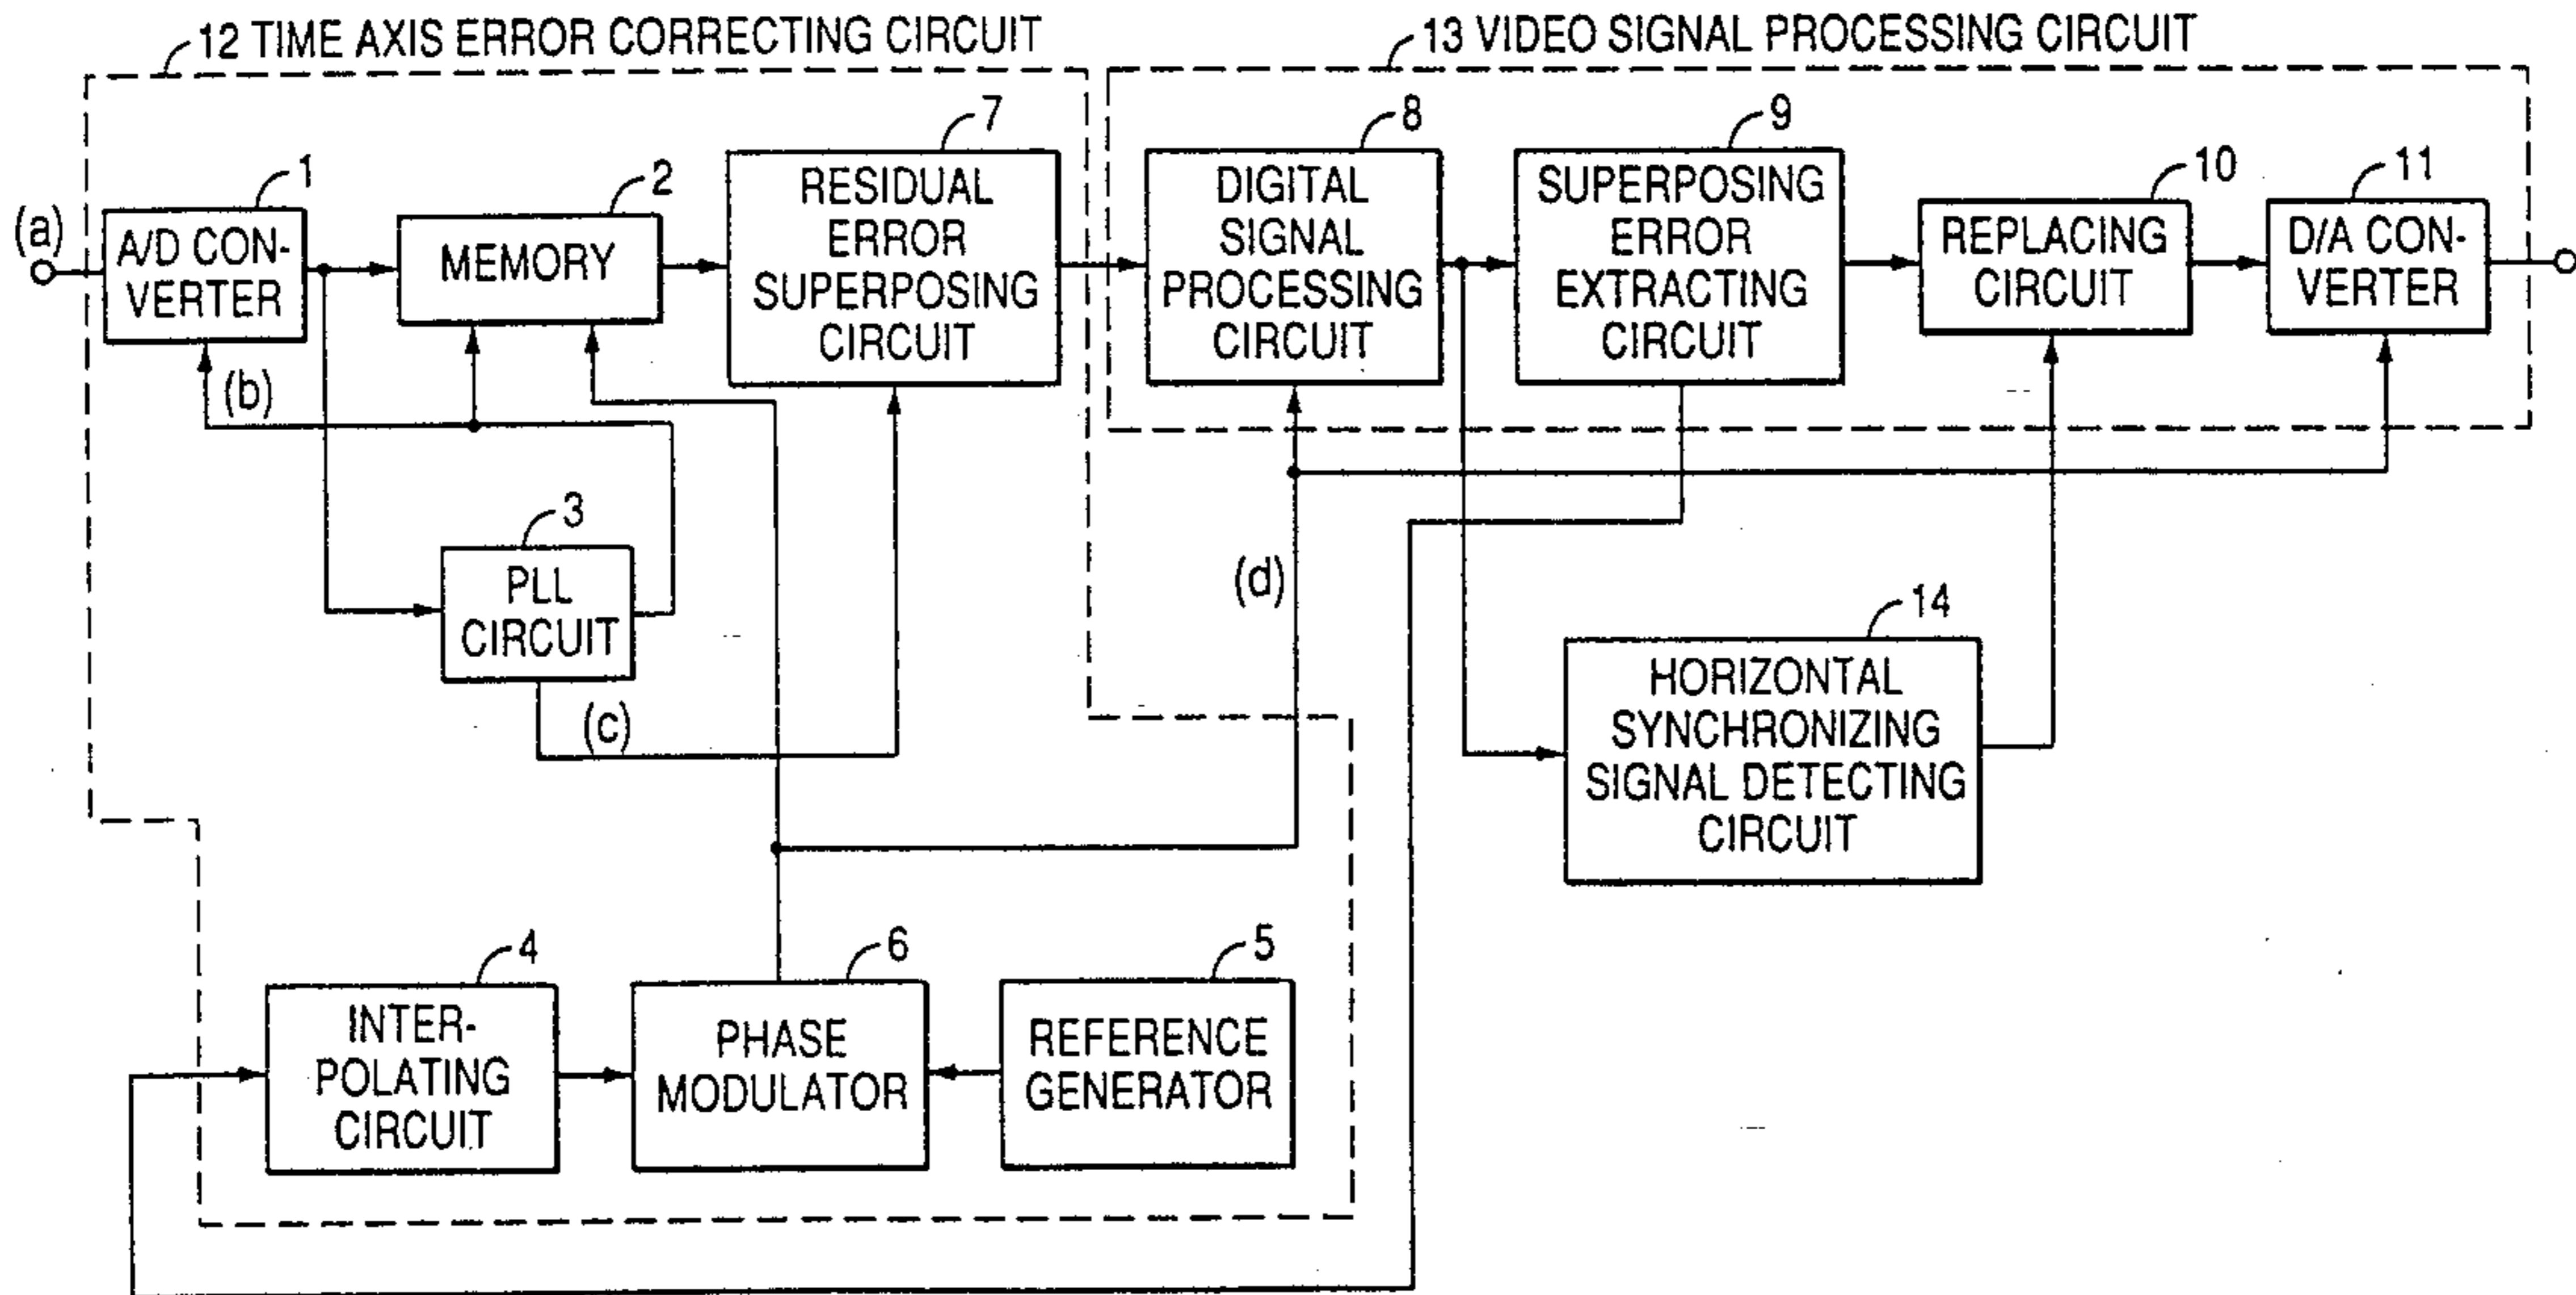 12 TIME AXIS ERROR CORRECTING CIRCUIT
13 VIDEO SIGNAL PROCESSING CIRCUIT
(a)
1
A/D CON-
VERTER
2
MEMORY
7
RESIDUAL
ERROR
SUPERPOSING
CIRCUIT
8
DIGITAL
SIGNAL
PROCESSING
CIRCUIT
9
SUPERPOSING
ERROR
EXTRACTING
CIRCUIT
10
REPLACING
CIRCUIT
11
D/A CON-
VERTER
(b)
3
PLL
CIRCUIT
(c)
(d)
14
HORIZONTAL
SYNCHRONIZING
SIGNAL DETECTING
CIRCUIT
4
INTER-
POLATING
CIRCUIT
6
PHASE
MODULATOR
5
REFERENCE
GENERATOR